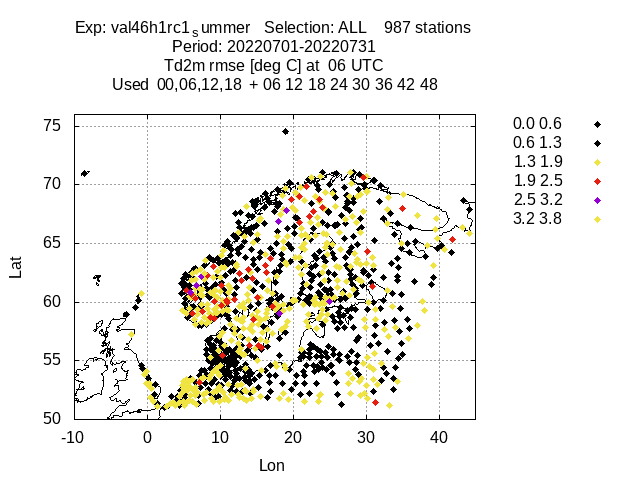 Exp: val46h1rc1summer Selection: ALL 987 stations
Period: 20220701-20220731
Td2m rmse [deg C] at 06 UTC
Used 00,06,12,18 + 06 12 18 24 30 36 42 48
75
70
65
60
55
50
Lat
-10 0 10 20 30 40
Lon
0.0 0.6
0.6 1.3
1.3 1.9
1.9 2.5
2.5 3.2
3.2 3.8